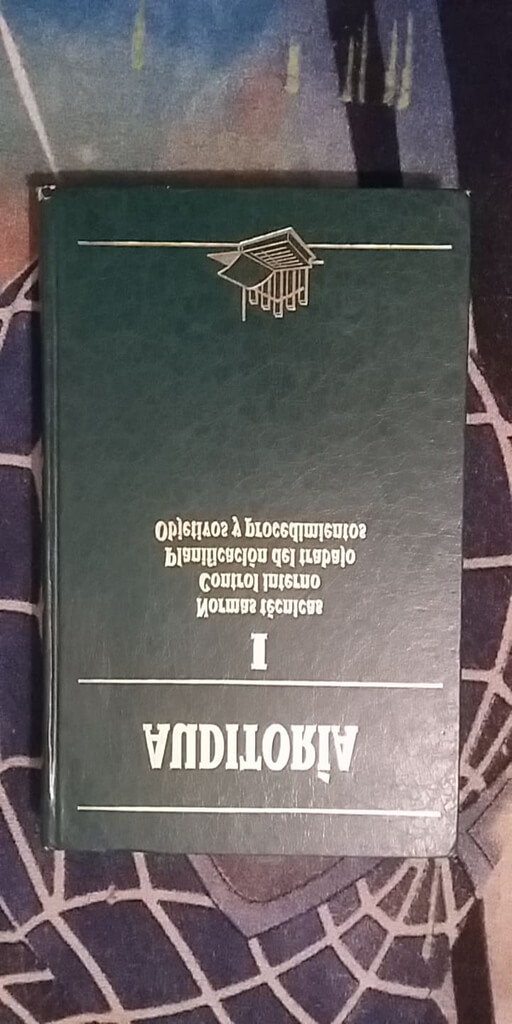 AUDITORÍA
I
Normas técnicas
Control interno
Planificación del trabajo
Objetivos y procedimientos